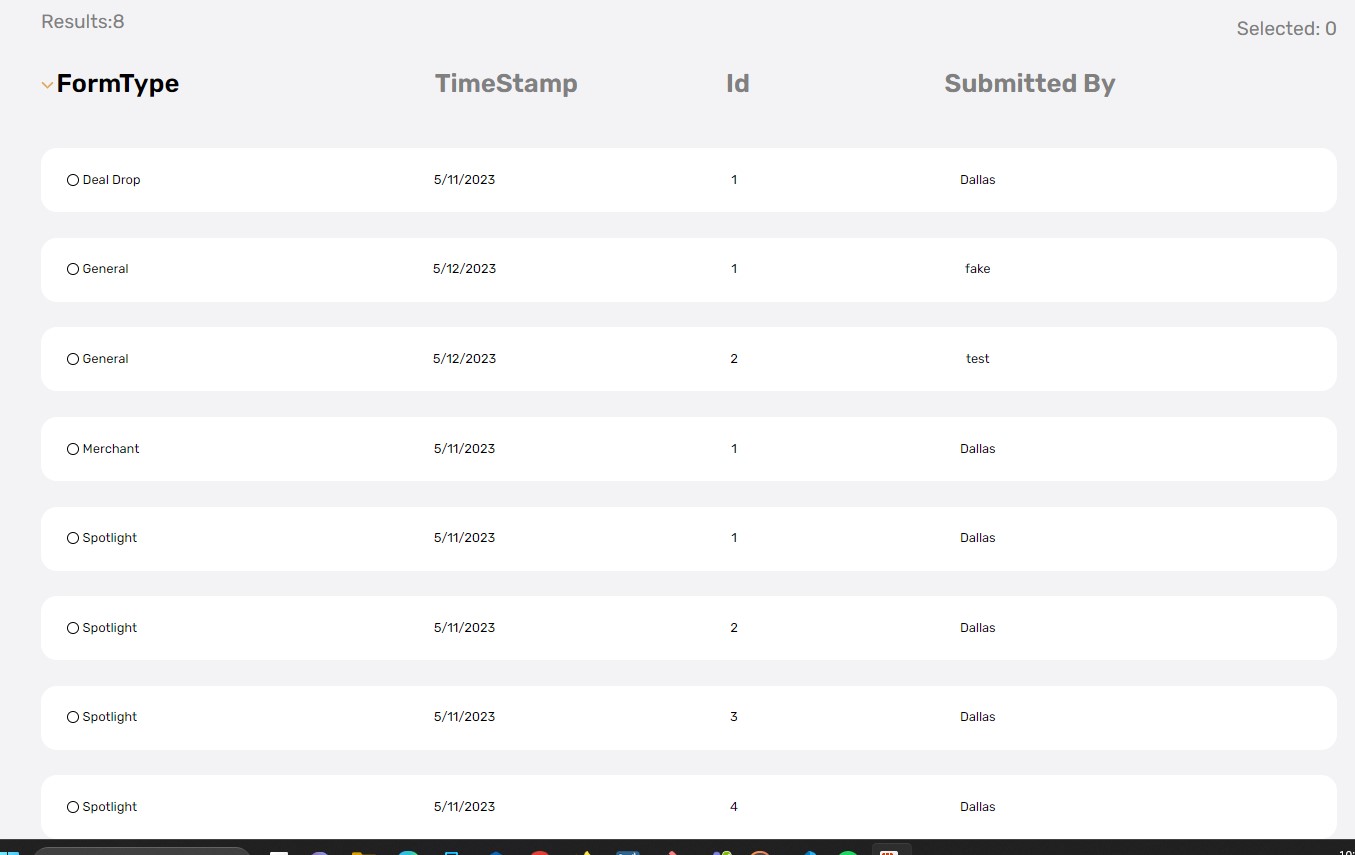 Results:8
Selected: 0
FormType TimeStamp Id Submitted By
Deal Drop 5/11/2023 1 Dallas
General 5/12/2023 1 fake
General 5/12/2023 2 test
Merchant 5/11/2023 1 Dallas
Spotlight 5/11/2023 1 Dallas
Spotlight 5/11/2023 2 Dallas
Spotlight 5/11/2023 3 Dallas
Spotlight 5/11/2023 4 Dallas